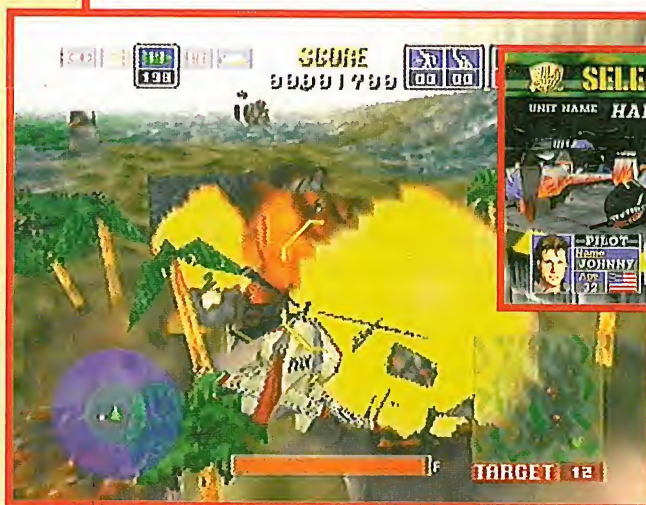 SCORE
00001700
198
00 00
TARGET 12
SELE
UNIT NAME HA
PILOT
Name
JOHNNY
Age
32